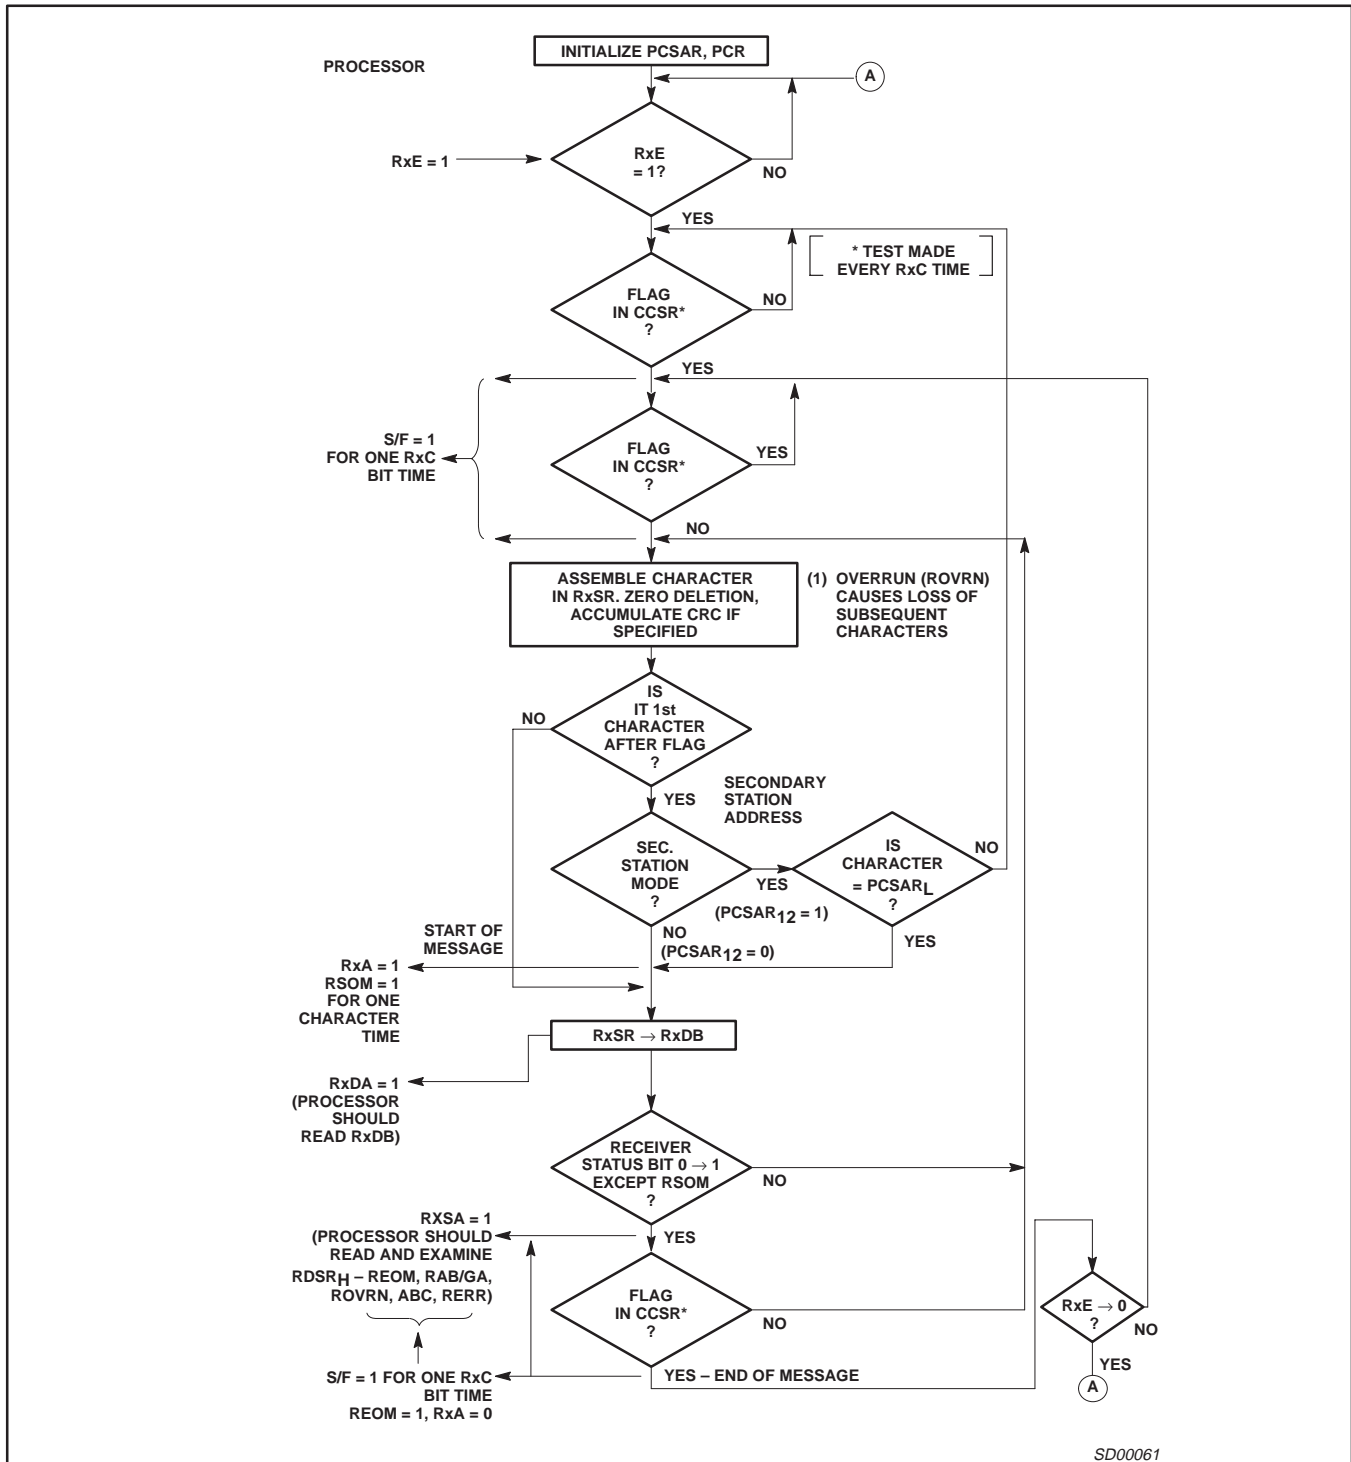 INITIALIZE PCSAR, PCR
PROCESSOR
A
RxE
= 1?
RxE = 1
NO
YES
* TEST MADE
EVERY RxC TIME
FLAG
IN CCSR*
?
NO
YES
S/F = 1
FOR ONE RxC
BIT TIME
FLAG
IN CCSR*
?
YES
NO
ASSEMBLE CHARACTER
IN RxSR. ZERO DELETION,
ACCUMULATE CRC IF
SPECIFIED
(1) OVERRUN (ROVRN)
CAUSES LOSS OF
SUBSEQUENT
CHARACTERS
IS
IT 1st
CHARACTER
AFTER FLAG
?
NO
YES
SECONDARY
STATION
ADDRESS
SEC.
STATION
MODE
?
YES
(PCSAR12 = 1)
IS
CHARACTER
= PCSARL
?
NO
YES
NO
(PCSAR12 = 0)
START OF
MESSAGE
RxA = 1
RSOM = 1
FOR ONE
CHARACTER
TIME
RxSR → RxDB
RxDA = 1
(PROCESSOR
SHOULD
READ RxDB)
RECEIVER
STATUS BIT 0 → 1
EXCEPT RSOM
?
NO
YES
RXSA = 1
(PROCESSOR SHOULD
READ AND EXAMINE
RDSRH – REOM, RAB/GA,
ROVRN, ABC, RERR)
FLAG
IN CCSR*
?
NO
RxE → 0
?
NO
YES
A
YES – END OF MESSAGE
S/F = 1 FOR ONE RxC
BIT TIME
REOM = 1, RxA = 0
SD00061